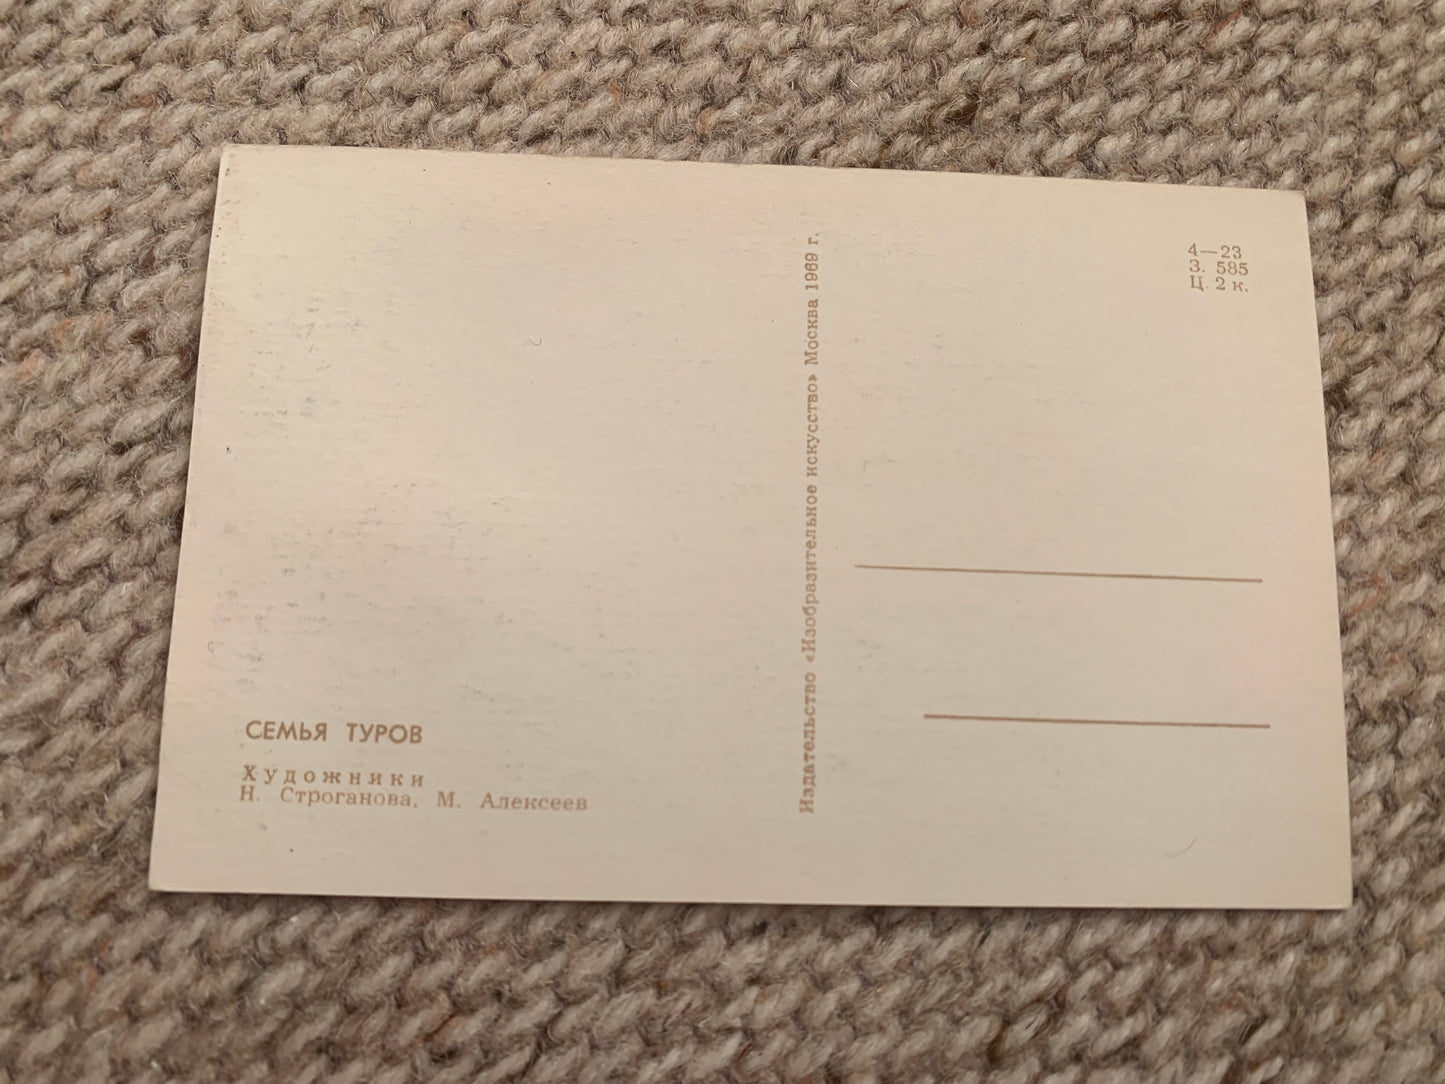 СЕМЬЯ ТУРОВ
Художники
Н. Строганова, М. Алексеев
Издательство «Изобразительное искусство» Москва 1969 г.
4—23
З. 585
Ц. 2 к.